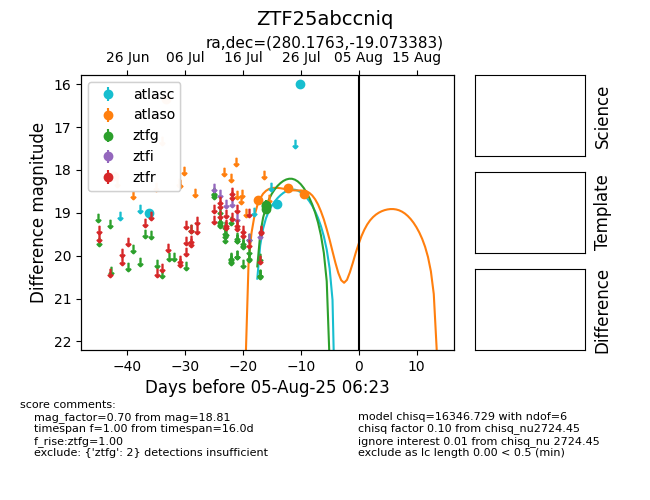 ZTF25abccniq
ra,dec=(280.1763,-19.073383)
26 Jun 06 Jul 16 Jul 26 Jul 05 Aug 15 Aug
16
17
18
19
20
21
22
Difference magnitude
atlasc
atlaso
ztfg
ztfi
ztfr
−40 −30 −20 −10 0 10
Days before 05-Aug-25 06:23
Science
Template
Difference
score comments:
mag_factor=0.70 from mag=18.81
timespan f=1.00 from timespan=16.0d
f_rise:ztfg=1.00
exclude: {'ztfg': 2} detections insufficient
model chisq=16346.729 with ndof=6
chisq factor 0.10 from chisq_nu2724.45
ignore interest 0.01 from chisq_nu 2724.45
exclude as lc length 0.00 < 0.5 (min)